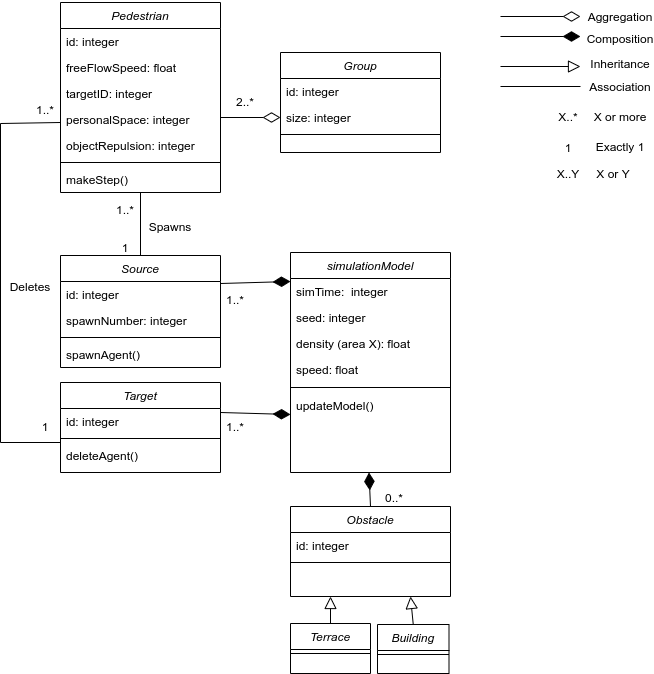 Pedestrian
id: integer
freeFlowSpeed: float
targetID: integer
personalSpace: integer
objectRepulsion: integer
makeStep()
1..*
2..*
Group
id: integer
size: integer
Aggregation
Composition
Inheritance
Association
X..* X or more
1 Exactly 1
X..Y X or Y
1..*
Spawns
1
Deletes
Source
id: integer
spawnNumber: integer
spawnAgent()
1..*
simulationModel
simTime: integer
seed: integer
density (area X): float
speed: float
updateModel()
Target
id: integer
deleteAgent()
1
1..*
0..*
Obstacle
id: integer
Terrace
Building